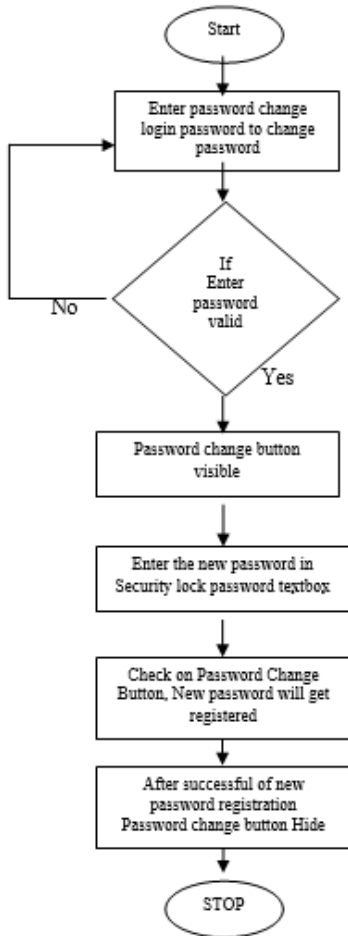 Start
Enter password change
login password to change
password
If
Enter
password
valid
No
Yes
Password change button
visible
Enter the new password in
Security lock password textbox
Check on Password Change
Button, New password will get
registered
After successful of new
password registration
Password change button Hide
STOP